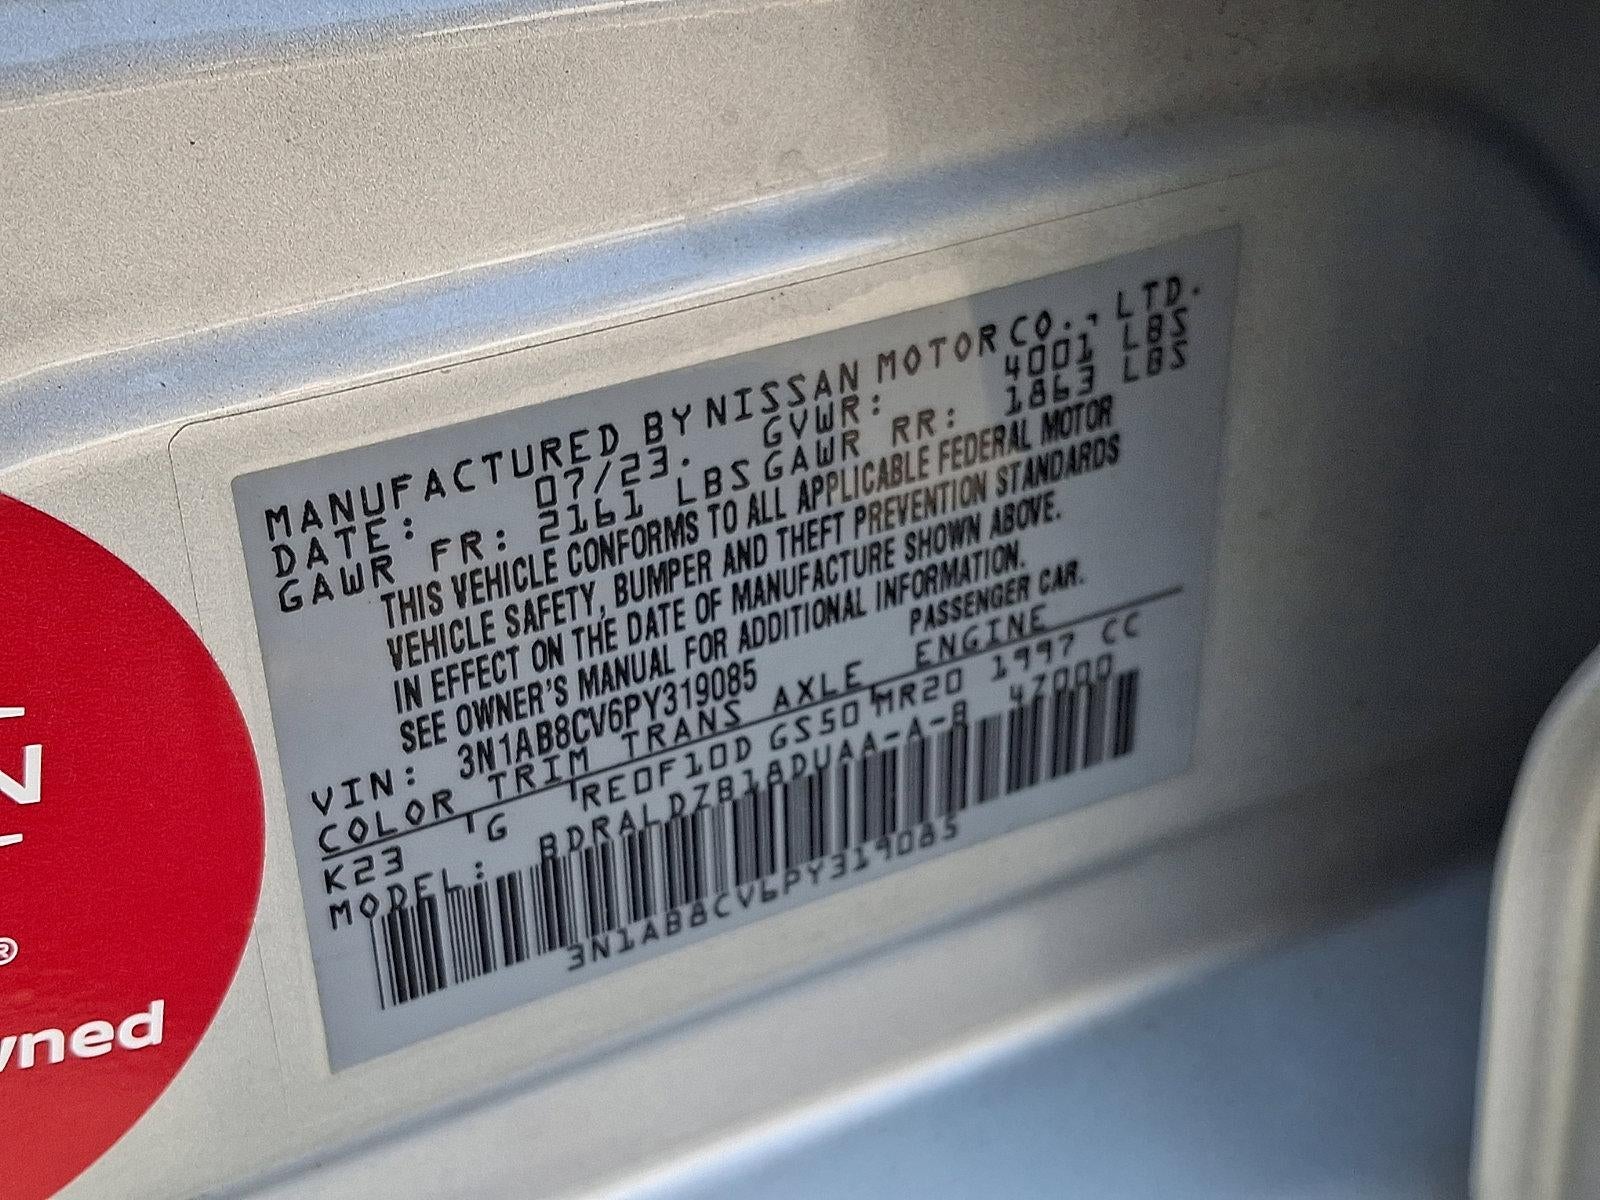 MANUFACTURED BY NISSAN MOTOR CO., LTD.
DATE: 07/23. GVWR: 4001 LBS
GAWR FR: 2161 LBS GAWR RR: 1863 LBS
THIS VEHICLE CONFORMS TO ALL APPLICABLE FEDERAL MOTOR
VEHICLE SAFETY, BUMPER AND THEFT PREVENTION STANDARDS
IN EFFECT ON THE DATE OF MANUFACTURE SHOWN ABOVE.
SEE OWNER'S MANUAL FOR ADDITIONAL INFORMATION.
VIN: 3N1AB8CV6PY319085 PASSENGER CAR.
COLOR TRIM TRANS AXLE ENGINE
K23 G RE0F10D GS50 MR20 1997 CC
MODEL: BDRALDZB18DUAA-A-B 47000
3N1AB8CV6PY319085
®
wned